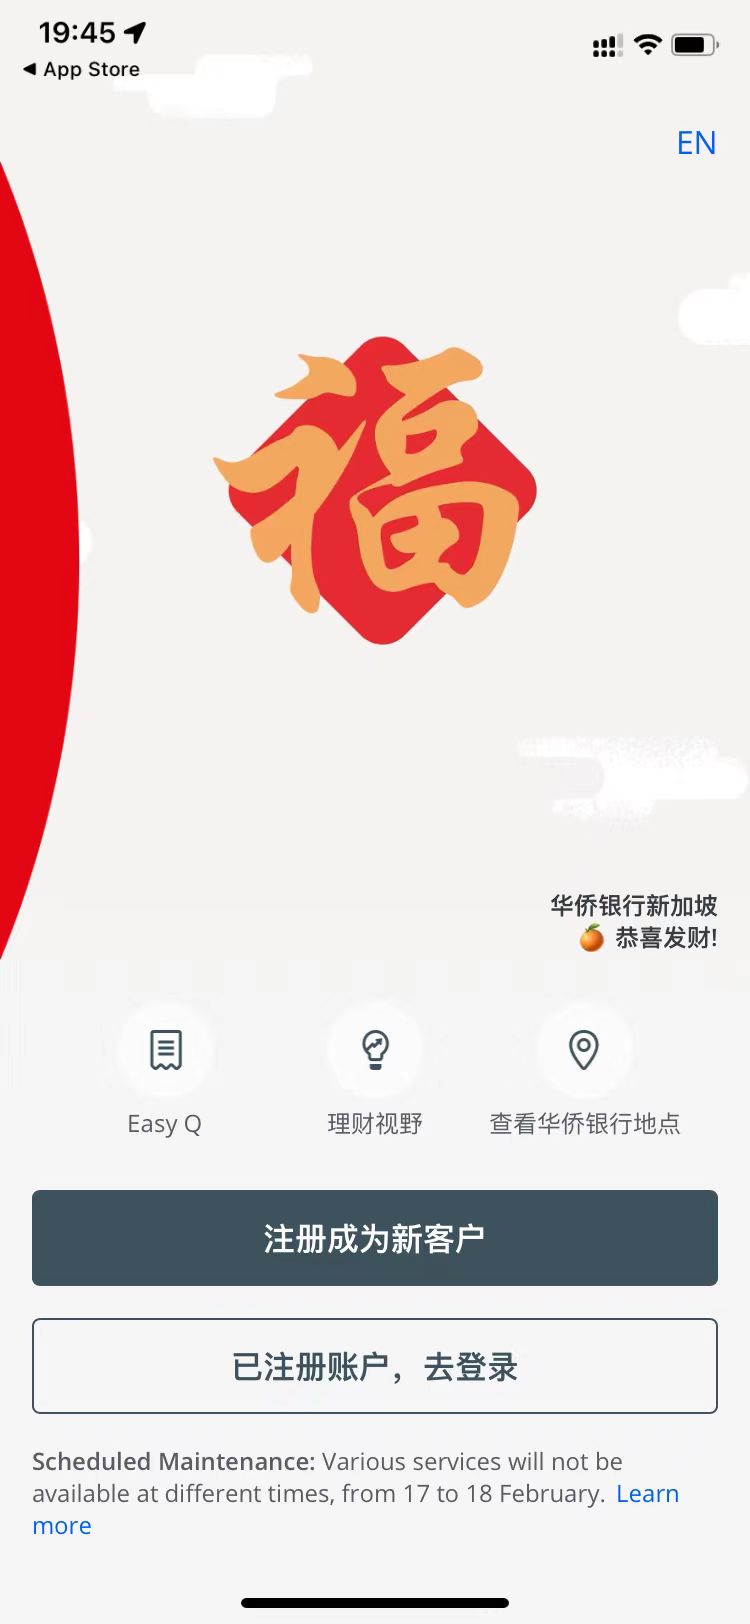 19:45
App Store
EN
福
华侨银行新加坡
🍊 恭喜发财!
Easy Q
理财视野
查看华侨银行地点
注册成为新客户
已注册账户，去登录
Scheduled Maintenance: Various services will not be
available at different times, from 17 to 18 February. Learn
more